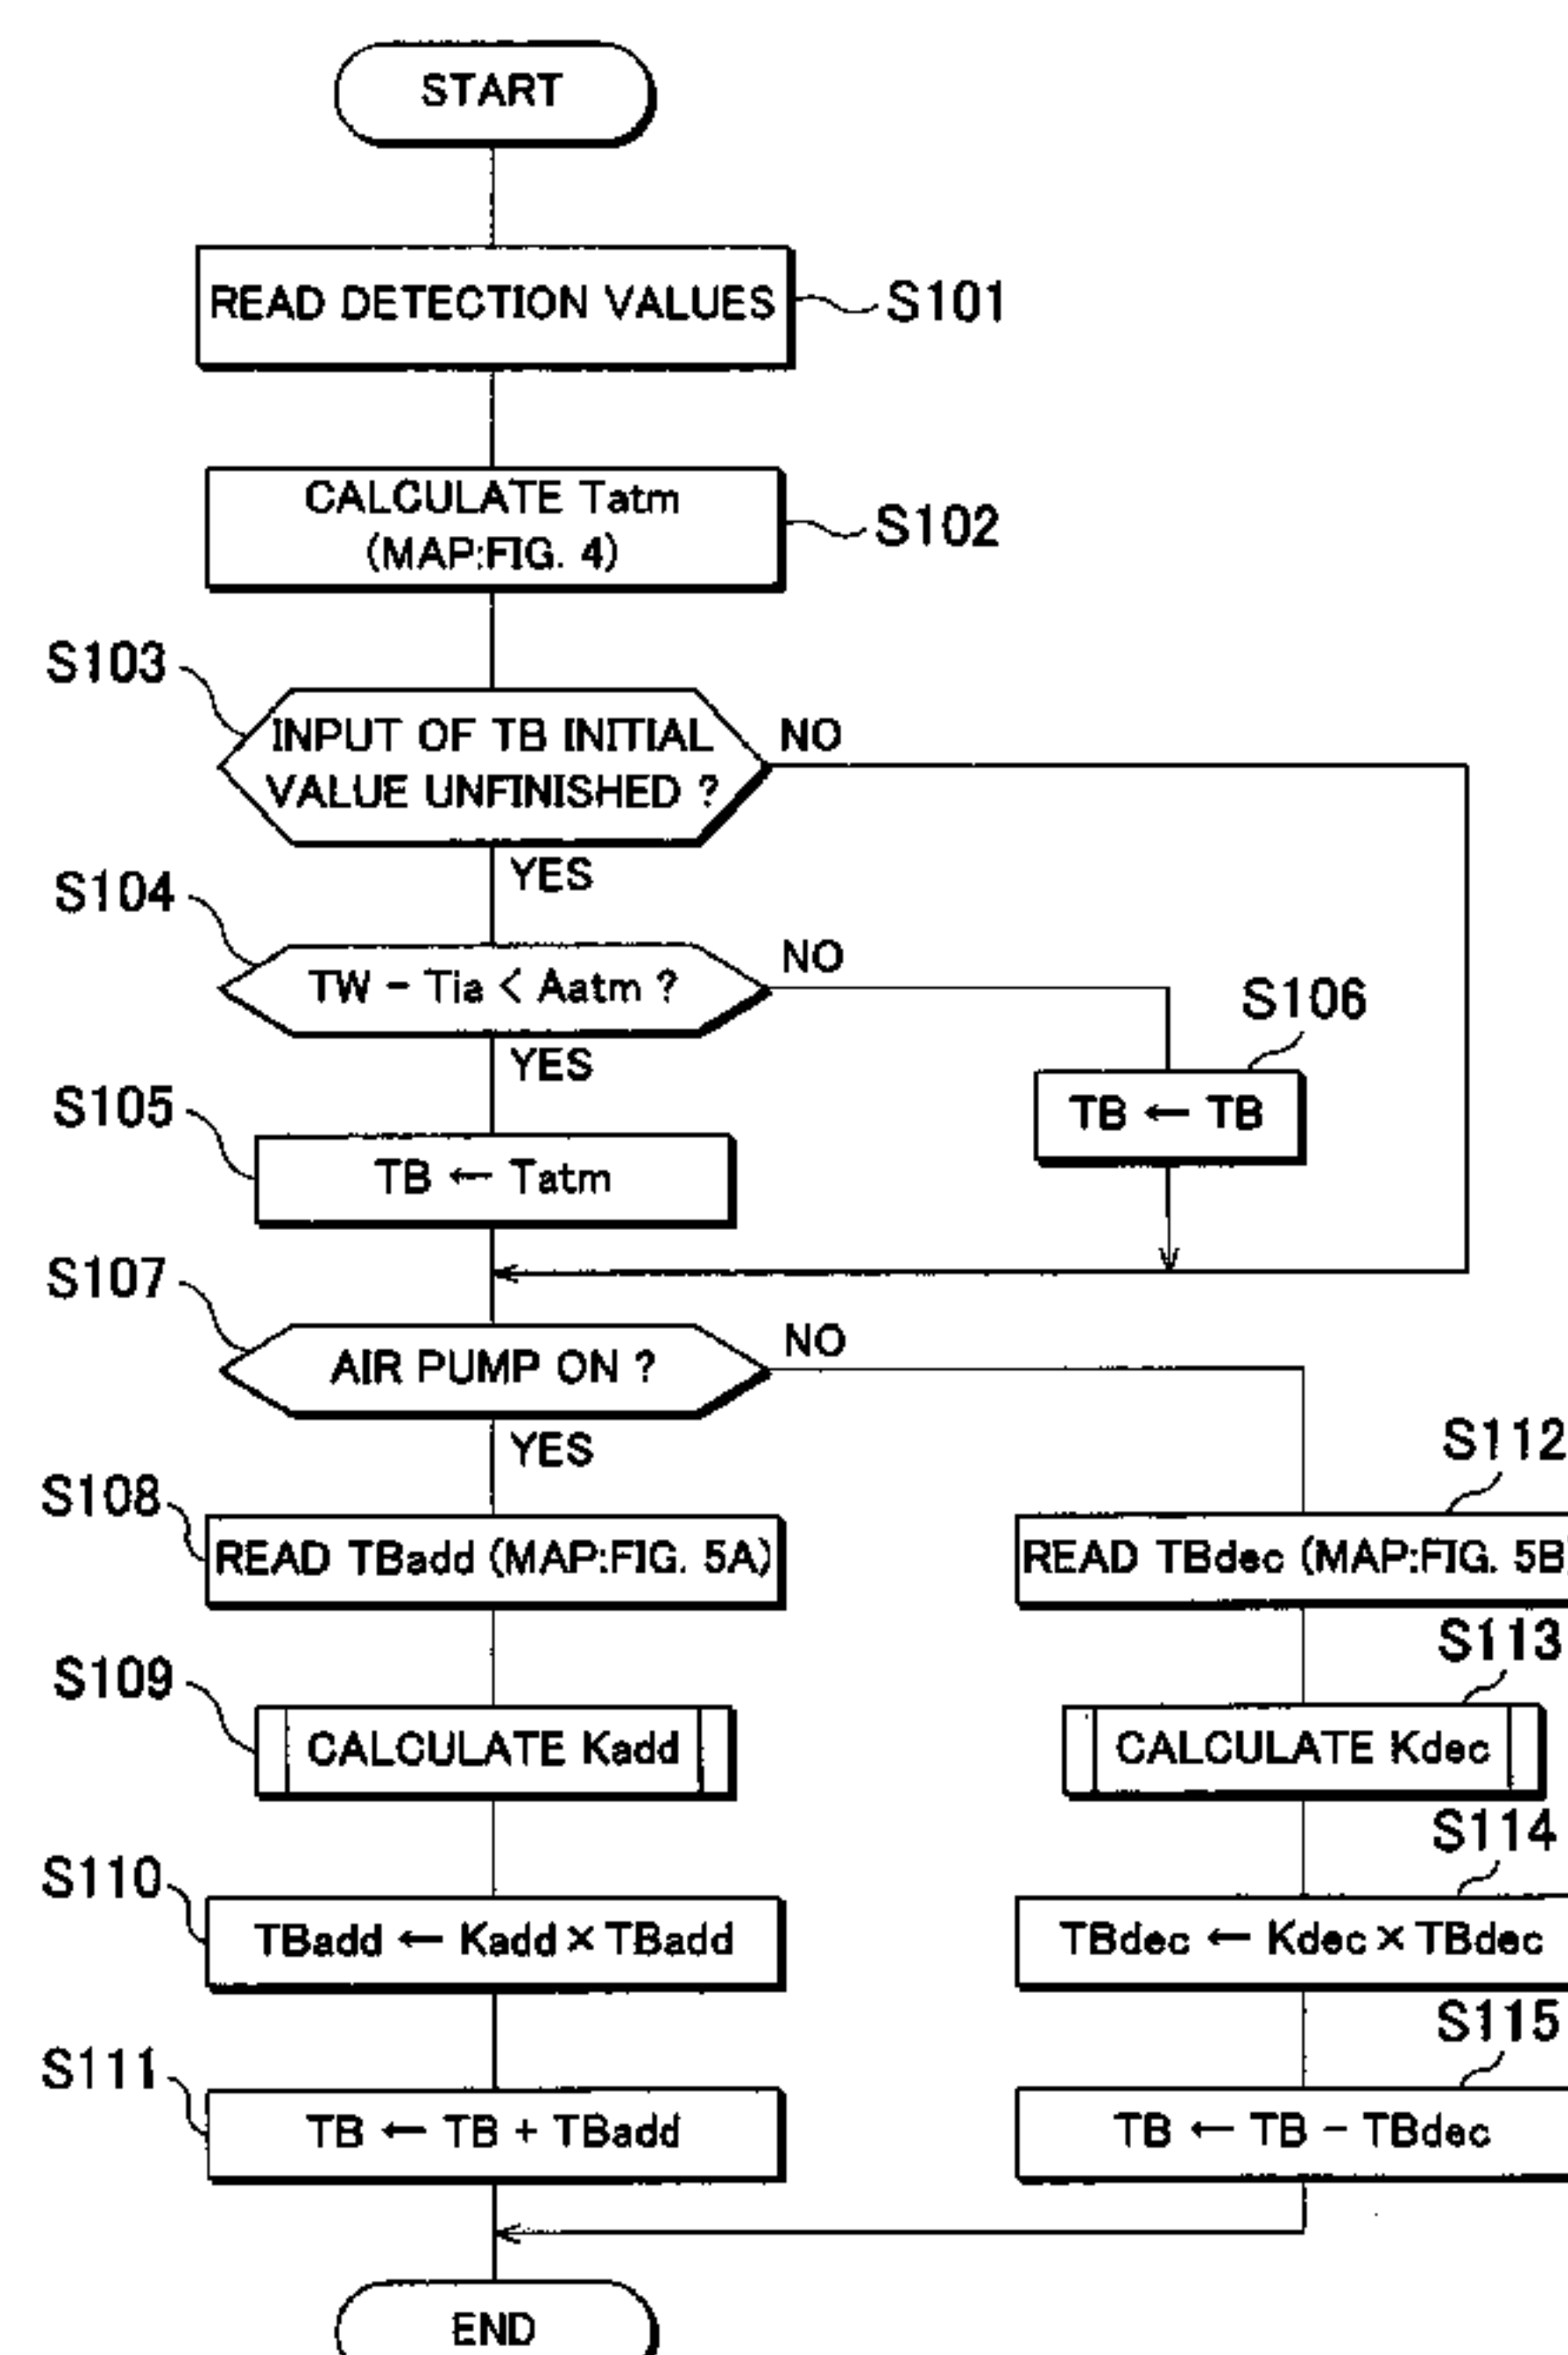 START
READ DETECTION VALUES
S101
CALCULATE Tatm
(MAP:FIG. 4)
S102
S103
INPUT OF TB INITIAL
VALUE UNFINISHED ?
NO
YES
S104
TW - Tia < Aatm ?
NO
YES
S106
TB ← TB
S105
TB ← Tatm
S107
AIR PUMP ON ?
NO
YES
S108
READ TBadd (MAP:FIG. 5A)
S112
READ TBdec (MAP:FIG. 5B
S109
CALCULATE Kadd
S113
CALCULATE Kdec
S110
TBadd ← Kadd × TBadd
S114
TBdec ← Kdec × TBdec
S111
TB ← TB + TBadd
S115
TB ← TB - TBdec
END